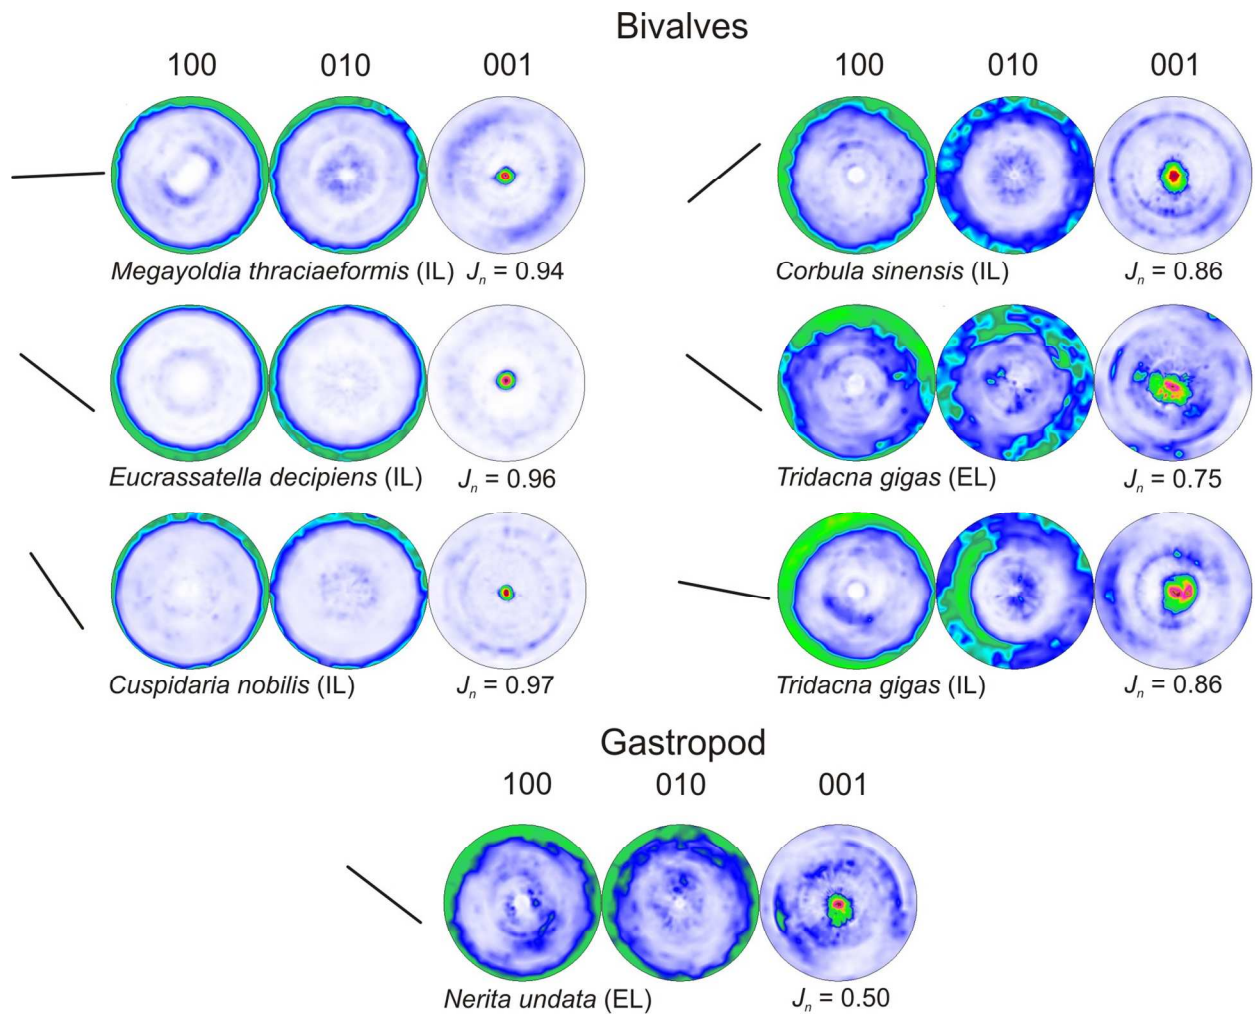 Bivalves
100 010 001 100 010 001
Megayoldia thraciaeformis (IL) Jn = 0.94 Corbula sinensis (IL) Jn = 0.86
Eucrassatella decipiens (IL) Jn = 0.96 Tridacna gigas (EL) Jn = 0.75
Cuspidaria nobilis (IL) Jn = 0.97 Tridacna gigas (IL) Jn = 0.86
Gastropod
100 010 001
Nerita undata (EL) Jn = 0.50